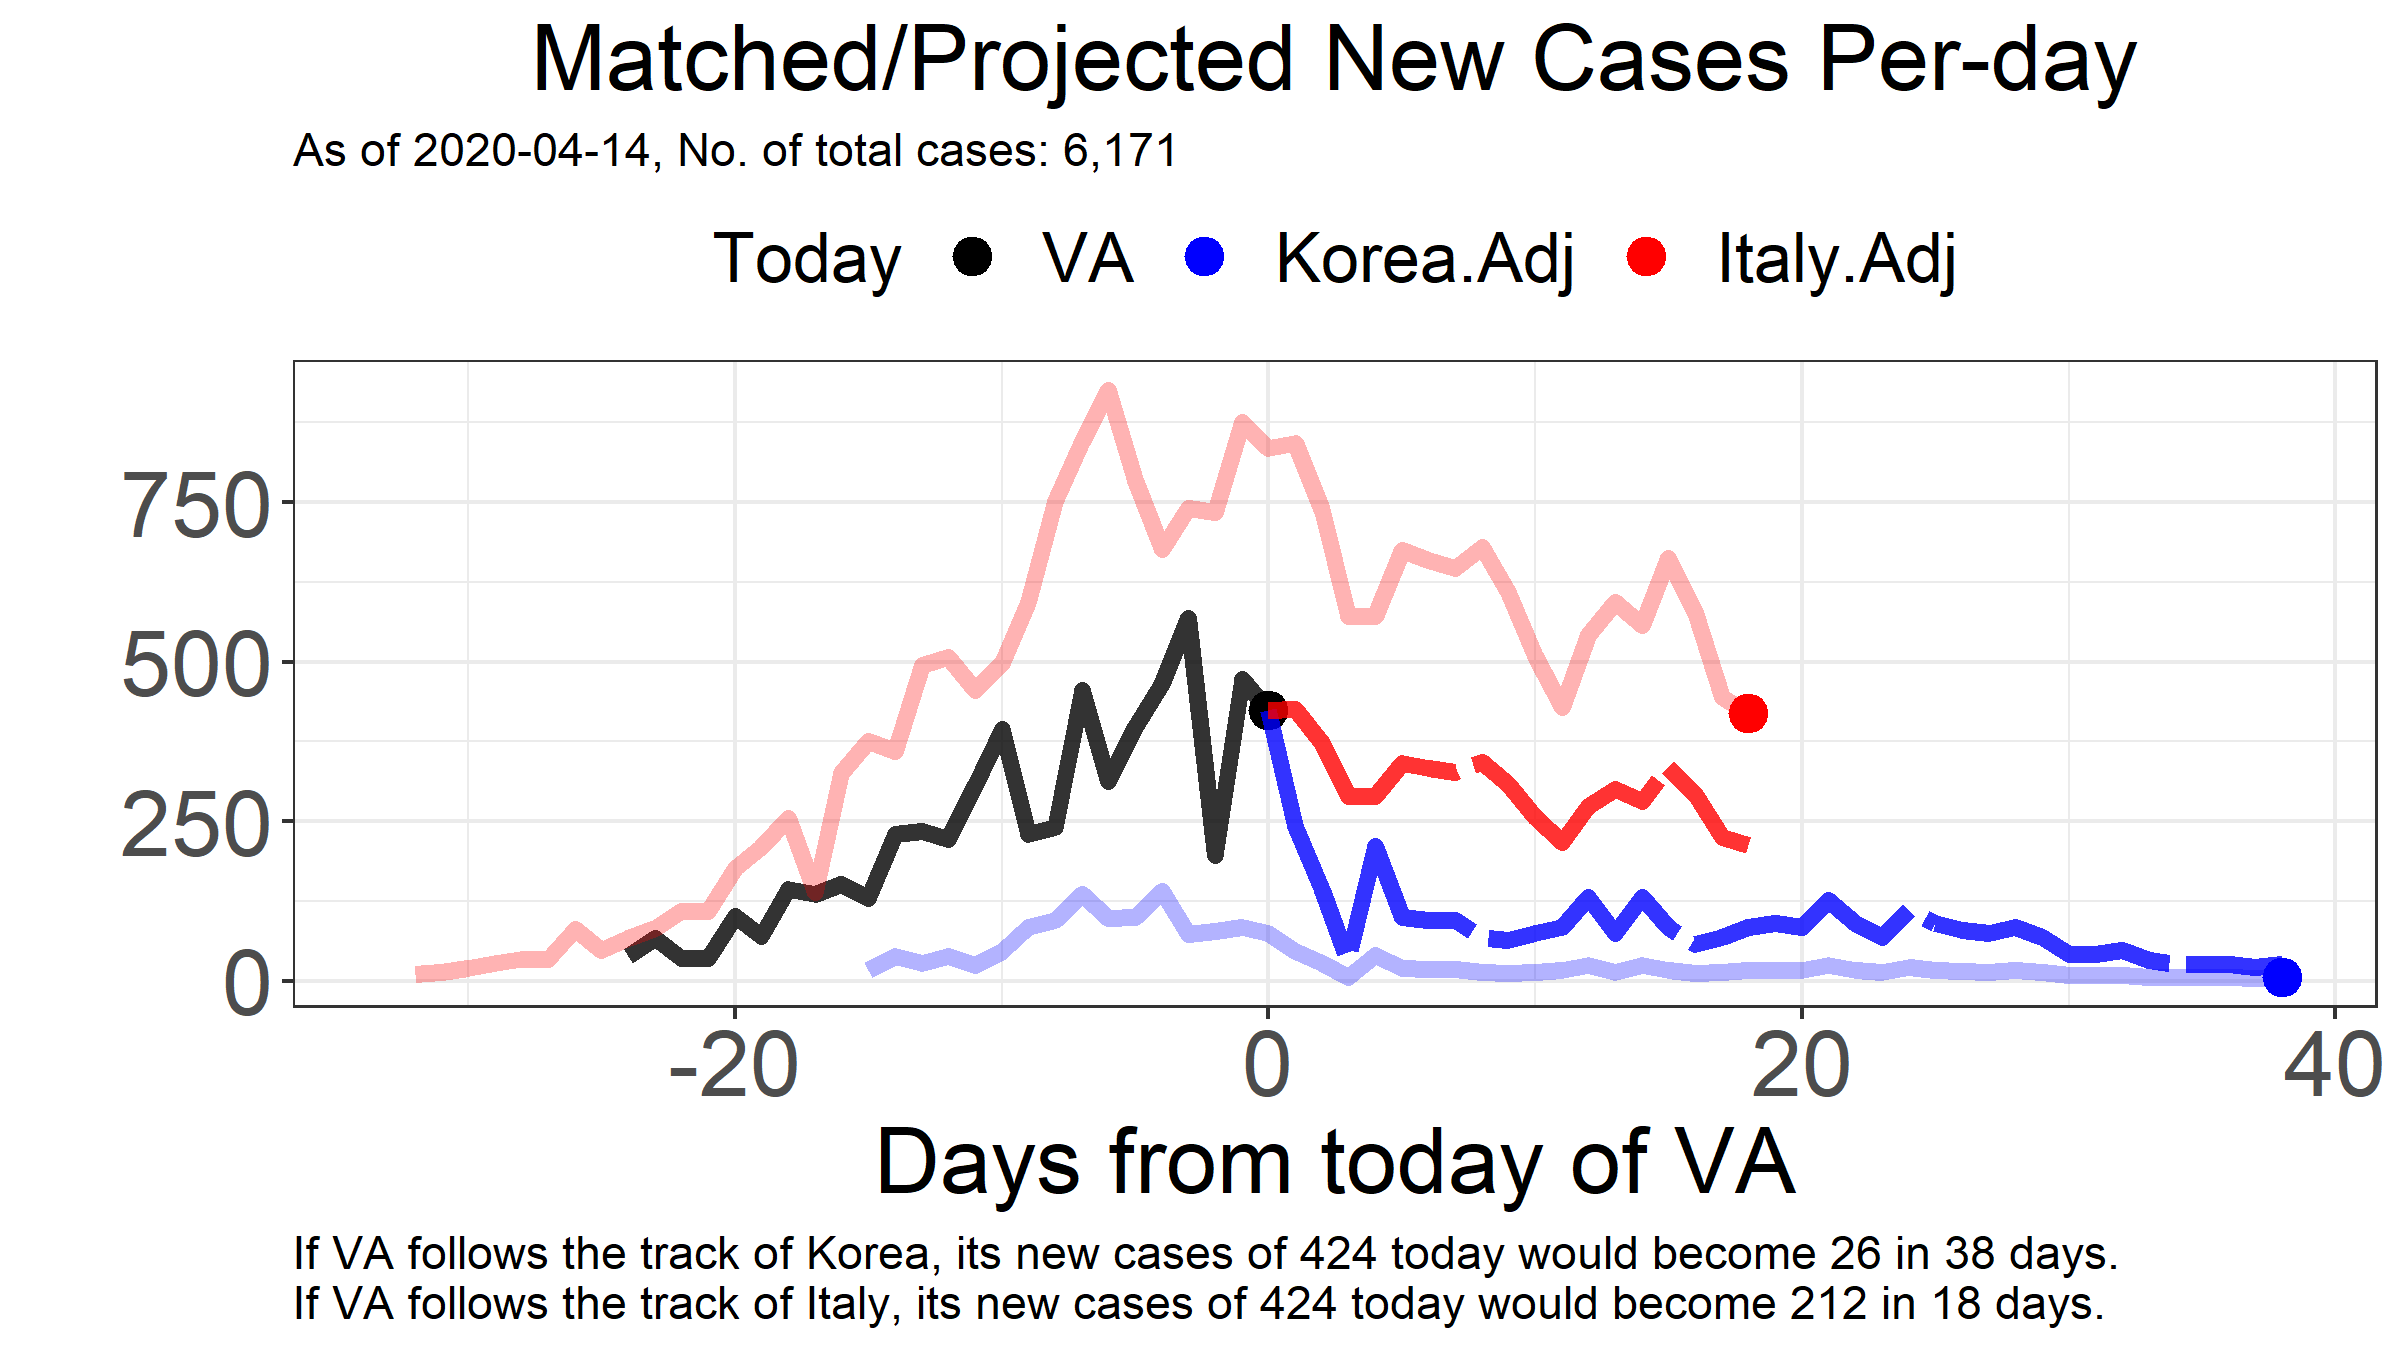 Matched/Projected New Cases Per-day
As of 2020-04-14, No. of total cases: 6,171
Today VA Korea.Adj Italy.Adj
750
500
250
0
-20 0 20 40
Days from today of VA
If VA follows the track of Korea, its new cases of 424 today would become 26 in 38 days.
If VA follows the track of Italy, its new cases of 424 today would become 212 in 18 days.